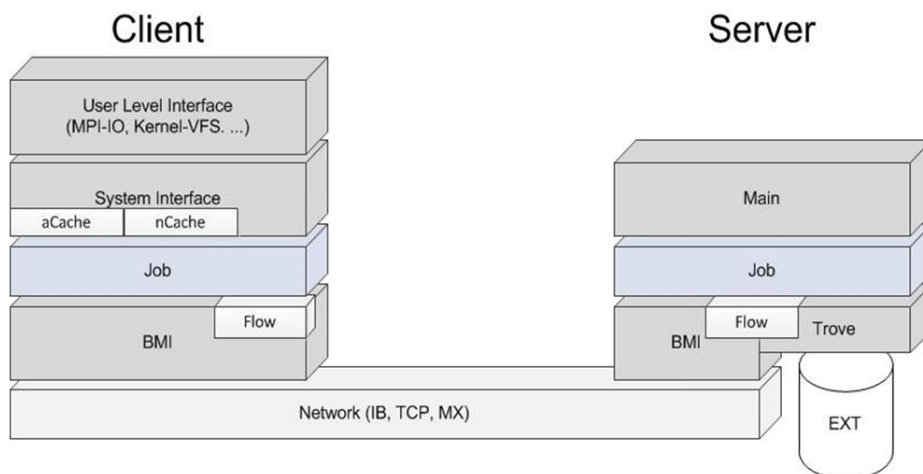 Client
Server
User Level Interface
(MPI-IO, Kernel-VFS. ...)
System Interface
aCache
nCache
Main
Job
Job
Flow
BMI
BMI
Flow
Trove
Network (IB, TCP, MX)
EXT